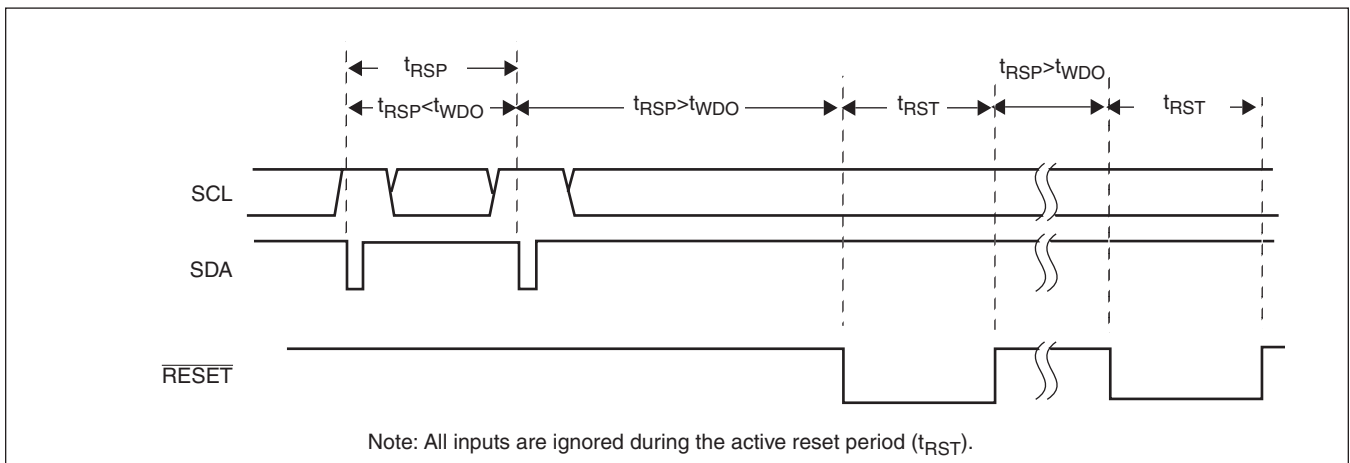 tRSP
tRSP>tWDO
tRSP<tWDO
tRSP>tWDO
tRST
tRST
SCL
SDA
RESET
Note: All inputs are ignored during the active reset period (tRST).